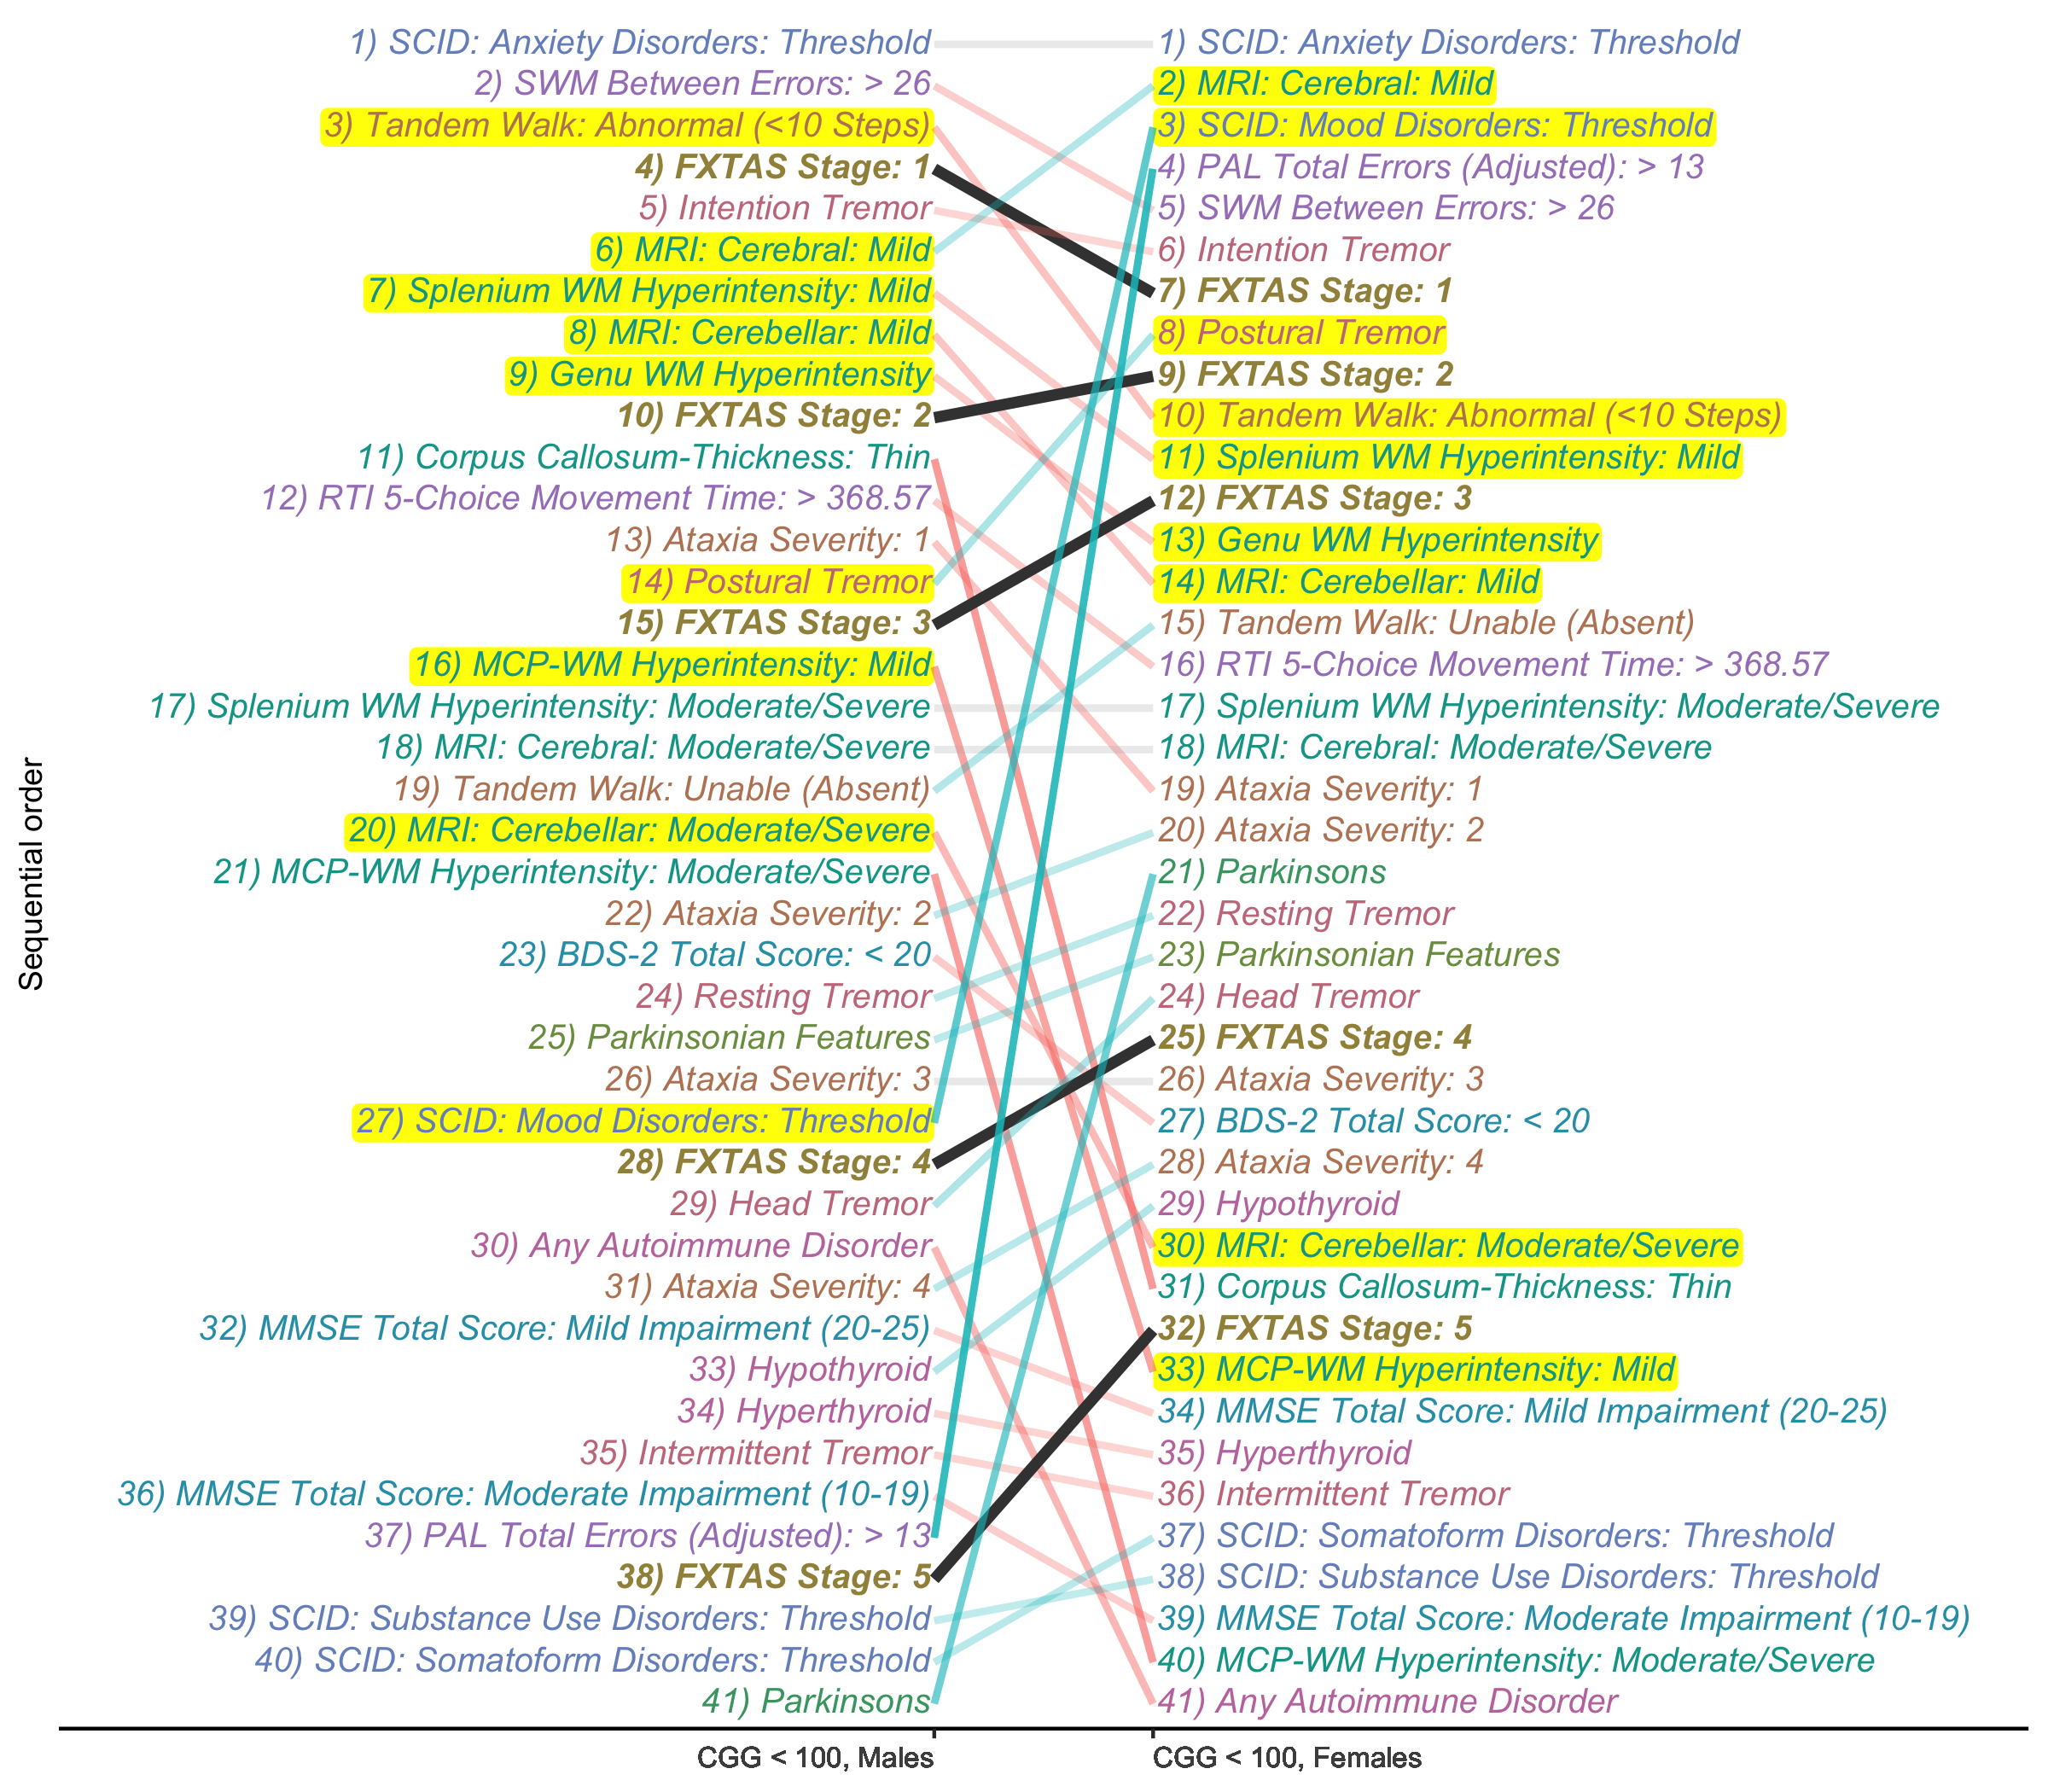 1) SCID: Anxiety Disorders: Threshold
2) SWM Between Errors: > 26
3) Tandem Walk: Abnormal (<10 Steps)
4) FXTAS Stage: 1
5) Intention Tremor
6) MRI: Cerebral: Mild
7) Splenium WM Hyperintensity: Mild
8) MRI: Cerebellar: Mild
9) Genu WM Hyperintensity
10) FXTAS Stage: 2
11) Corpus Callosum-Thickness: Thin
12) RTI 5-Choice Movement Time: > 368.57
13) Ataxia Severity: 1
14) Postural Tremor
15) FXTAS Stage: 3
16) MCP-WM Hyperintensity: Mild
17) Splenium WM Hyperintensity: Moderate/Severe
18) MRI: Cerebral: Moderate/Severe
19) Tandem Walk: Unable (Absent)
20) MRI: Cerebellar: Moderate/Severe
21) MCP-WM Hyperintensity: Moderate/Severe
22) Ataxia Severity: 2
23) BDS-2 Total Score: < 20
24) Resting Tremor
25) Parkinsonian Features
26) Ataxia Severity: 3
27) SCID: Mood Disorders: Threshold
28) FXTAS Stage: 4
29) Head Tremor
30) Any Autoimmune Disorder
31) Ataxia Severity: 4
32) MMSE Total Score: Mild Impairment (20-25)
33) Hypothyroid
34) Hyperthyroid
35) Intermittent Tremor
36) MMSE Total Score: Moderate Impairment (10-19)
37) PAL Total Errors (Adjusted): > 13
38) FXTAS Stage: 5
39) SCID: Substance Use Disorders: Threshold
40) SCID: Somatoform Disorders: Threshold
41) Parkinsons
1) SCID: Anxiety Disorders: Threshold
2) MRI: Cerebral: Mild
3) SCID: Mood Disorders: Threshold
4) PAL Total Errors (Adjusted): > 13
5) SWM Between Errors: > 26
6) Intention Tremor
7) FXTAS Stage: 1
8) Postural Tremor
9) FXTAS Stage: 2
10) Tandem Walk: Abnormal (<10 Steps)
11) Splenium WM Hyperintensity: Mild
12) FXTAS Stage: 3
13) Genu WM Hyperintensity
14) MRI: Cerebellar: Mild
15) Tandem Walk: Unable (Absent)
16) RTI 5-Choice Movement Time: > 368.57
17) Splenium WM Hyperintensity: Moderate/Severe
18) MRI: Cerebral: Moderate/Severe
19) Ataxia Severity: 1
20) Ataxia Severity: 2
21) Parkinsons
22) Resting Tremor
23) Parkinsonian Features
24) Head Tremor
25) FXTAS Stage: 4
26) Ataxia Severity: 3
27) BDS-2 Total Score: < 20
28) Ataxia Severity: 4
29) Hypothyroid
30) MRI: Cerebellar: Moderate/Severe
31) Corpus Callosum-Thickness: Thin
32) FXTAS Stage: 5
33) MCP-WM Hyperintensity: Mild
34) MMSE Total Score: Mild Impairment (20-25)
35) Hyperthyroid
36) Intermittent Tremor
37) SCID: Somatoform Disorders: Threshold
38) SCID: Substance Use Disorders: Threshold
39) MMSE Total Score: Moderate Impairment (10-19)
40) MCP-WM Hyperintensity: Moderate/Severe
41) Any Autoimmune Disorder
Sequential order
CGG < 100, Males
CGG < 100, Females